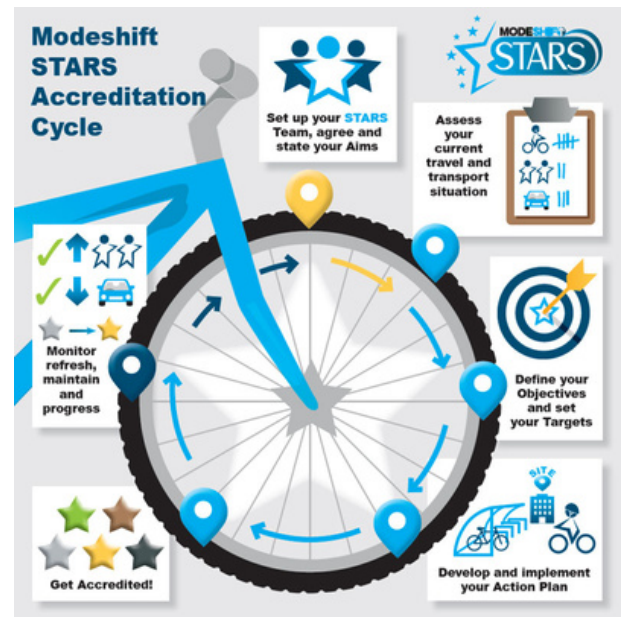 Modeshift
STARS
Accreditation
Cycle
MODESHIFT
STARS
Set up your STARS
Team, agree and
state your Aims
Assess
your
current
travel and
transport
situation
Define your
Objectives
and set
your Targets
SITE
Develop and implement
your Action Plan
Get Accredited!
Monitor
refresh,
maintain
and
progress